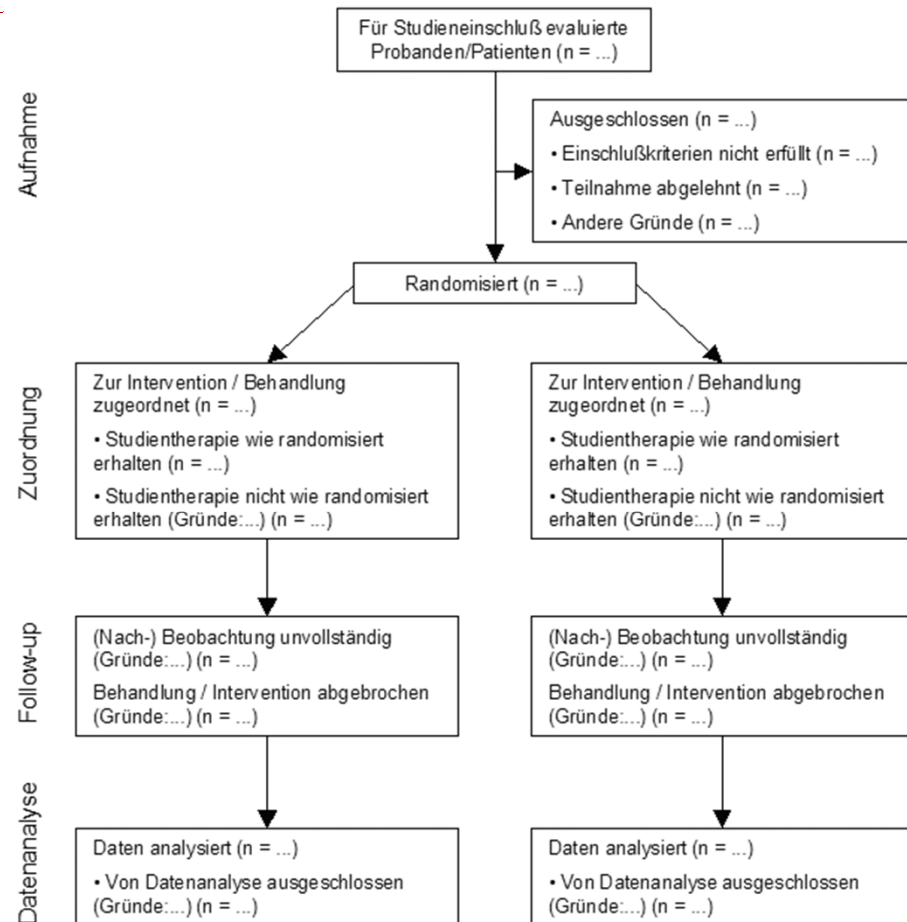 Für Studieneinschluß evaluierte
Probanden/Patienten (n = ...)
Aufnahme
Ausgeschlossen (n = ...)
• Einschlußkriterien nicht erfüllt (n = ...)
• Teilnahme abgelehnt (n = ...)
• Andere Gründe (n = ...)
Randomisiert (n = ...)
Zuordnung
Zur Intervention / Behandlung
zugeordnet (n = ...)
• Studientherapie wie randomisiert
erhalten (n = ...)
• Studientherapie nicht wie randomisiert
erhalten (Gründe:...) (n = ...)
Zur Intervention / Behandlung
zugeordnet (n = ...)
• Studientherapie wie randomisiert
erhalten (n = ...)
• Studientherapie nicht wie randomisiert
erhalten (Gründe:...) (n = ...)
Follow-up
(Nach-) Beobachtung unvollständig
(Gründe:...) (n = ...)
Behandlung / Intervention abgebrochen
(Gründe:...) (n = ...)
(Nach-) Beobachtung unvollständig
(Gründe:...) (n = ...)
Behandlung / Intervention abgebrochen
(Gründe:...) (n = ...)
Datenanalyse
Daten analysiert (n = ...)
• Von Datenanalyse ausgeschlossen
(Gründe:...) (n = ...)
Daten analysiert (n = ...)
• Von Datenanalyse ausgeschlossen
(Gründe:...) (n = ...)